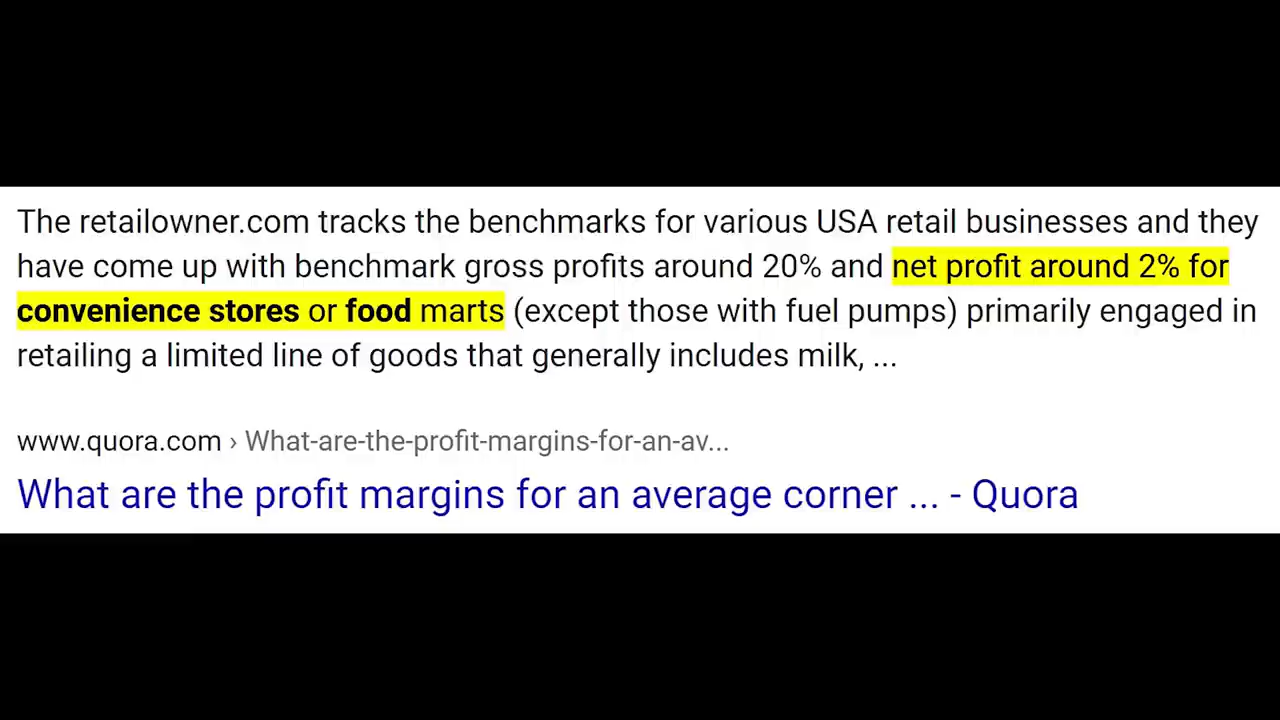 The retailowner.com tracks the benchmarks for various USA retail businesses and they
have come up with benchmark gross profits around 20% and net profit around 2% for
convenience stores or food marts (except those with fuel pumps) primarily engaged in
retailing a limited line of goods that generally includes milk, ...
www.quora.com › What-are-the-profit-margins-for-an-av...
What are the profit margins for an average corner ... - Quora